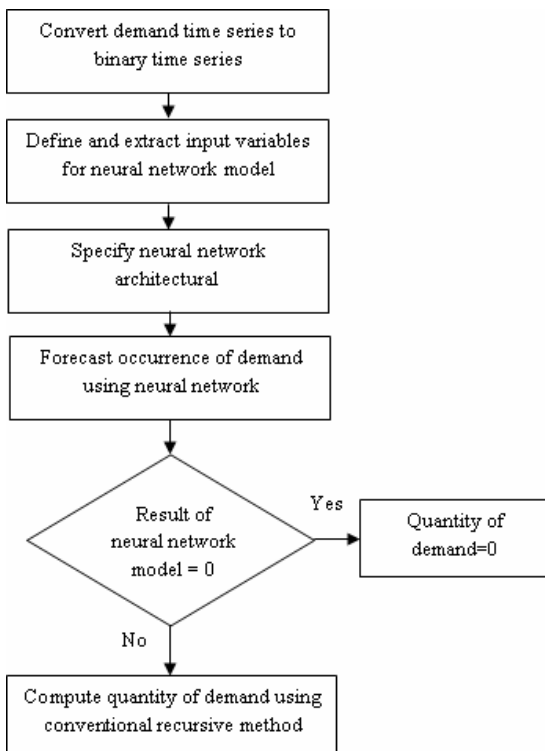 Convert demand time series to
binary time series
Define and extract input variables
for neural network model
Specify neural network
architectural
Forecast occurrence of demand
using neural network
Result of
neural network
model = 0
Yes
Quantity of
demand=0
No
Compute quantity of demand using
conventional recursive method